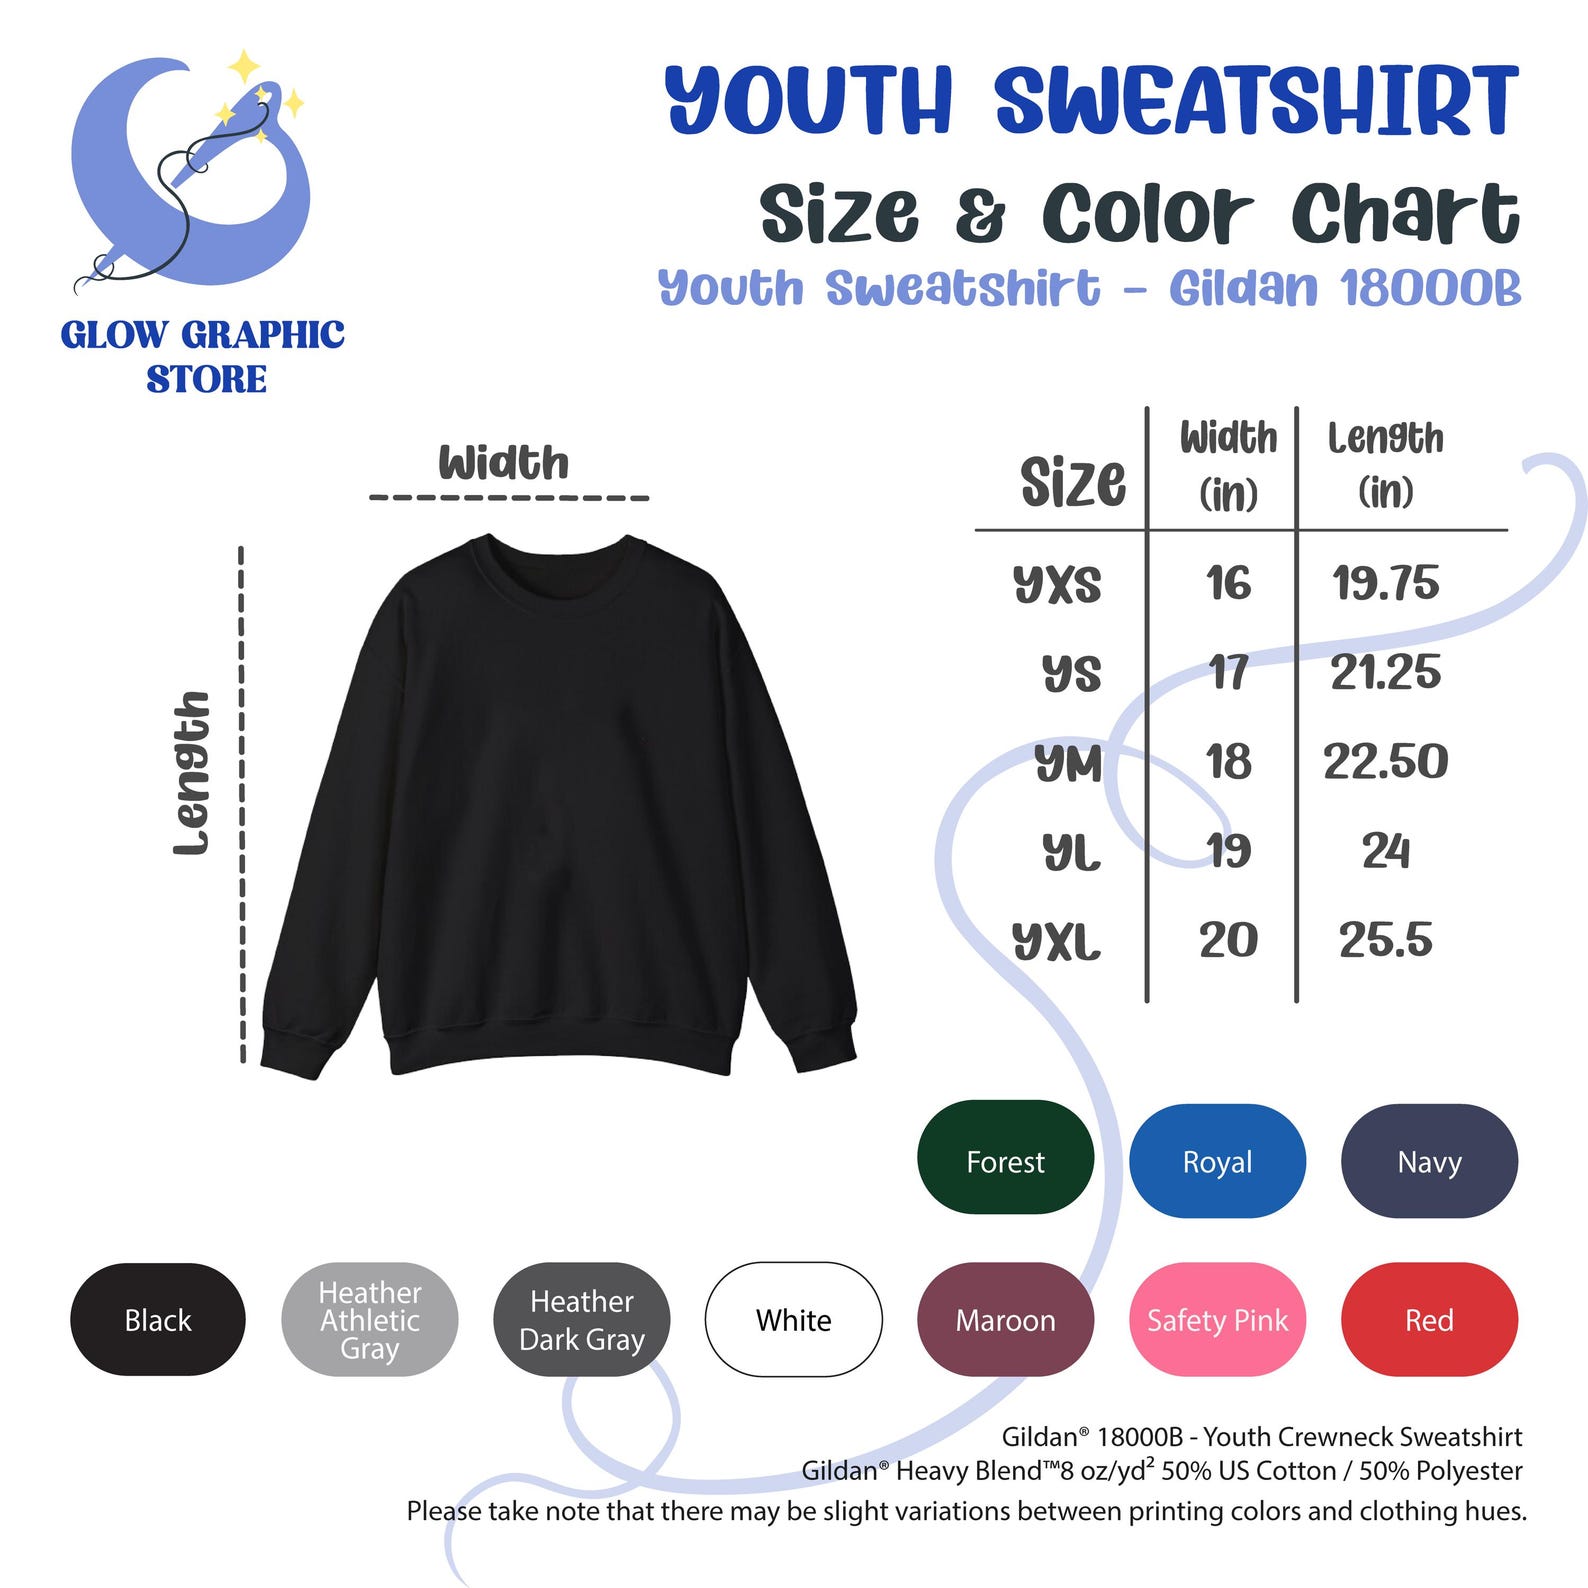 YOUTH SWEATSHIRT
Size & Color Chart
Youth Sweatshirt - Gildan 18000B
GLOW GRAPHIC
STORE
Width
Length
Size
Width
(in)
Length
(in)
YXS 16 19.75
YS 17 21.25
YM 18 22.50
YL 19 24
YXL 20 25.5
Forest
Royal
Navy
Black
Heather
Athletic
Gray
Heather
Dark Gray
White
Maroon
Safety Pink
Red
Gildan® 18000B - Youth Crewneck Sweatshirt
Gildan® Heavy Blend™8 oz/yd² 50% US Cotton / 50% Polyester
Please take note that there may be slight variations between printing colors and clothing hues.